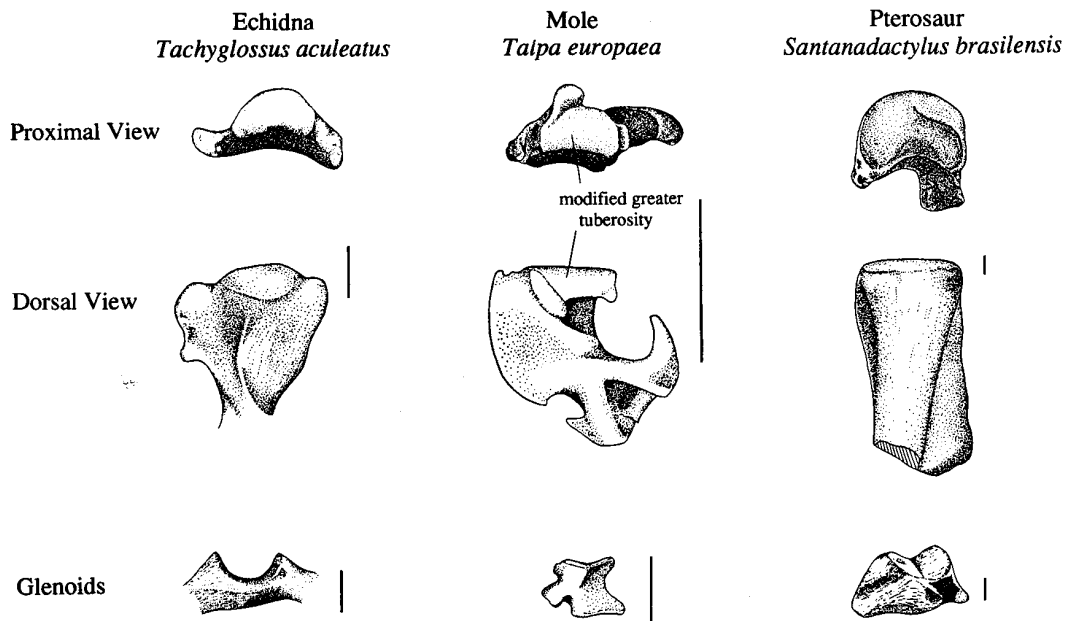 Echidna
Tachyglossus aculeatus
Mole
Talpa europaea
Pterosaur
Santanadactylus brasilensis
Proximal View
modified greater
tuberosity
Dorsal View
Glenoids